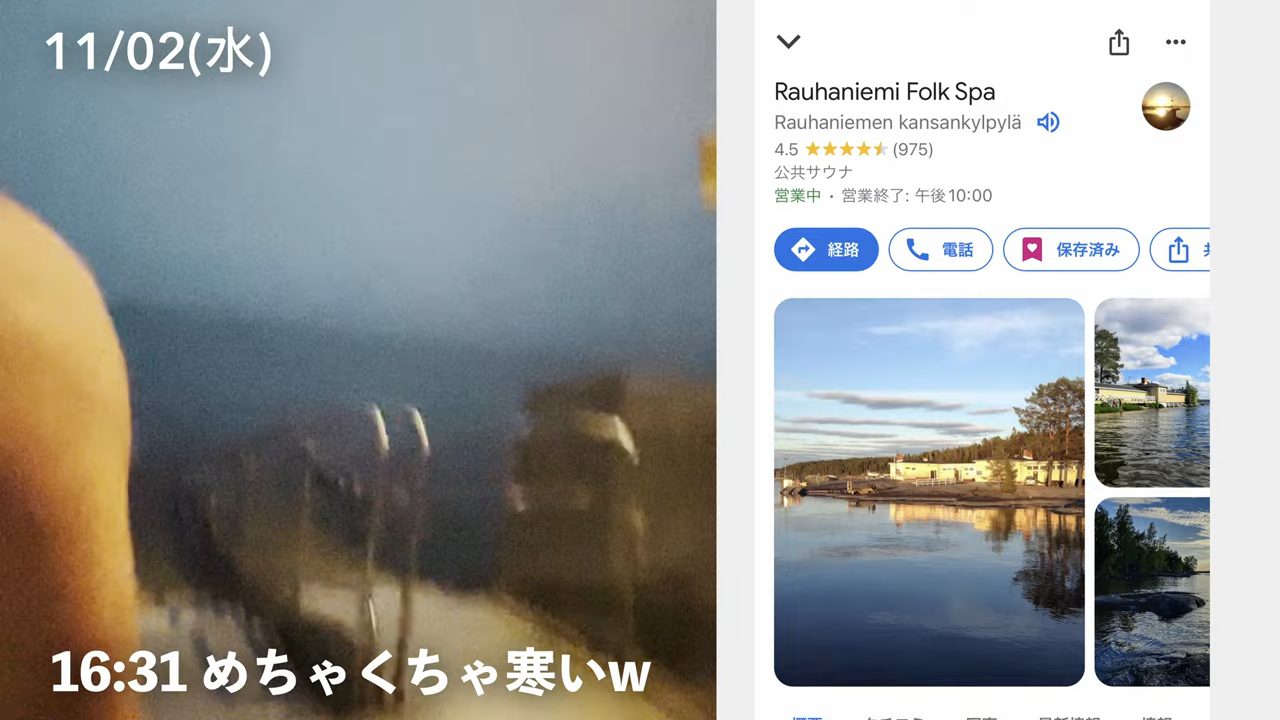 11/02(水)
16:31 めちゃくちゃ寒いw
Rauhaniemi Folk Spa
Rauhaniemen kansankylpylä
4.5 (975)
公共サウナ
営業中・営業終了: 午後10:00
経路
電話
保存済み